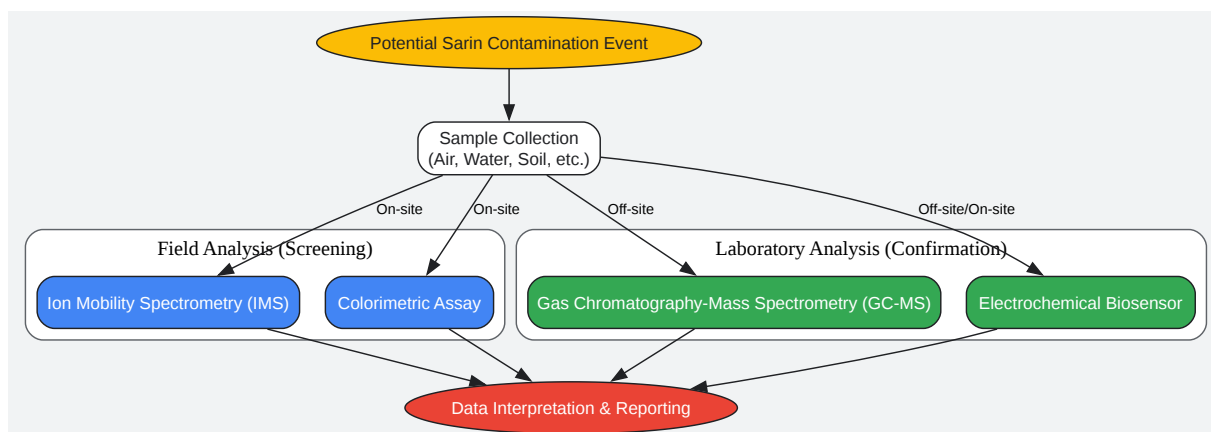 Potential Sarin Contamination Event
Sample Collection
(Air, Water, Soil, etc.)
On-site
On-site
Off-site
Off-site/On-site
Field Analysis (Screening)
Laboratory Analysis (Confirmation)
Ion Mobility Spectrometry (IMS)
Colorimetric Assay
Gas Chromatography-Mass Spectrometry (GC-MS)
Electrochemical Biosensor
Data Interpretation & Reporting